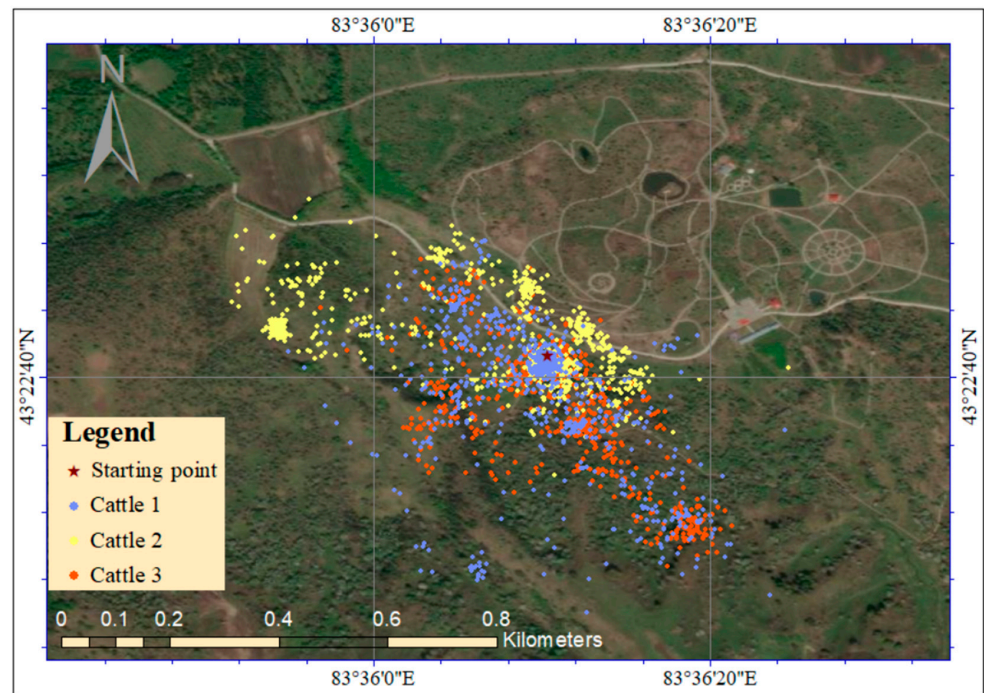 83°36'0"E 83°36'20"E
N
43°22'40"N
43°22'40"N
Legend
Starting point
Cattle 1
Cattle 2
Cattle 3
0 0.1 0.2 0.4 0.6 0.8
Kilometers
83°36'0"E 83°36'20"E